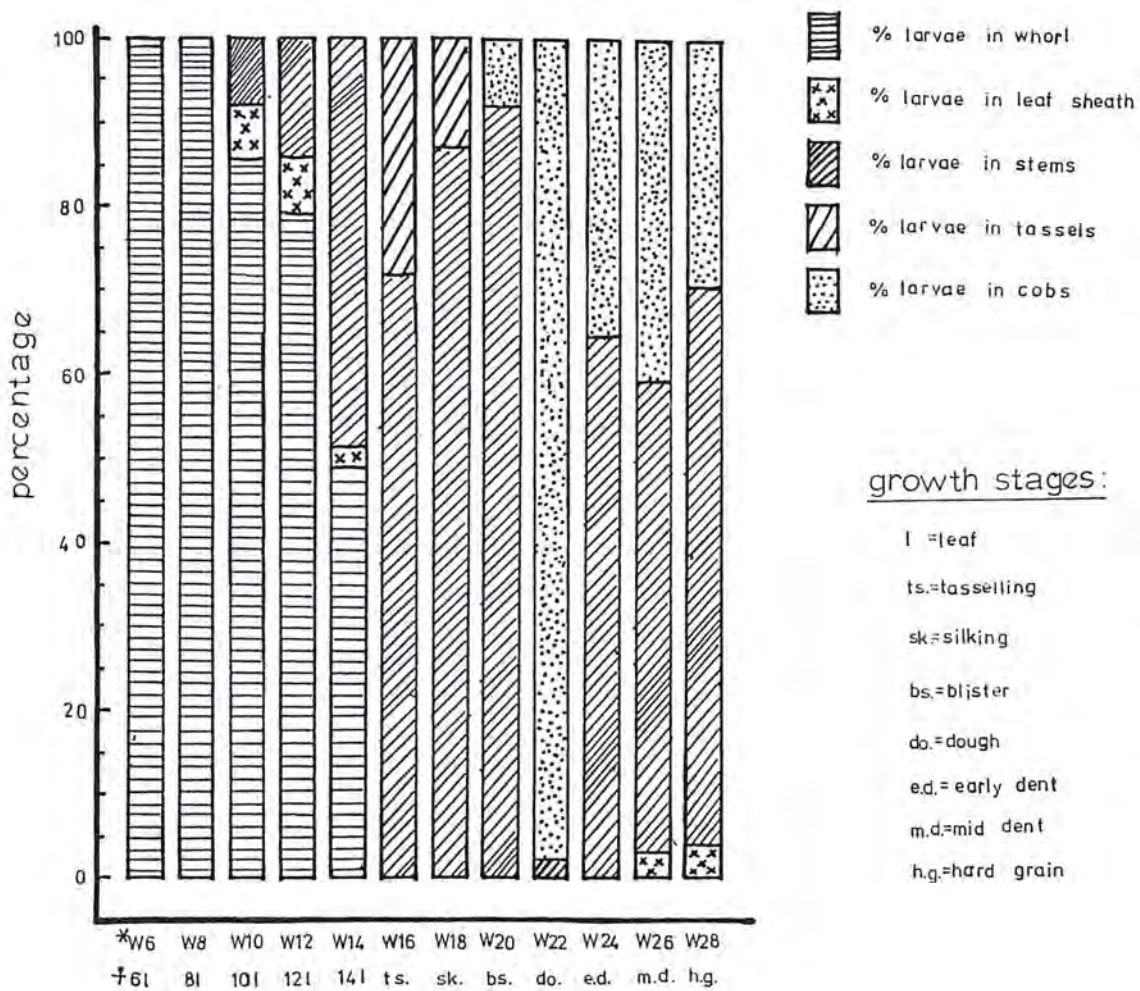 percentage
100
80
60
40
20
0
*W6 W8 W10 W12 W14 W16 W18 W20 W22 W24 W26 W28
‡6l 8l 10l 12l 14l ts. sk. bs. do. e.d. m.d. h.g.
% larvae in whorl
% larvae in leaf sheath
% larvae in stems
% larvae in tassels
% larvae in cobs
growth stages:
l =leaf
ts.=tasselling
sk=silking
bs.=blister
do.=dough
e.d.= early dent
m.d.=mid dent
h.g.=hard grain